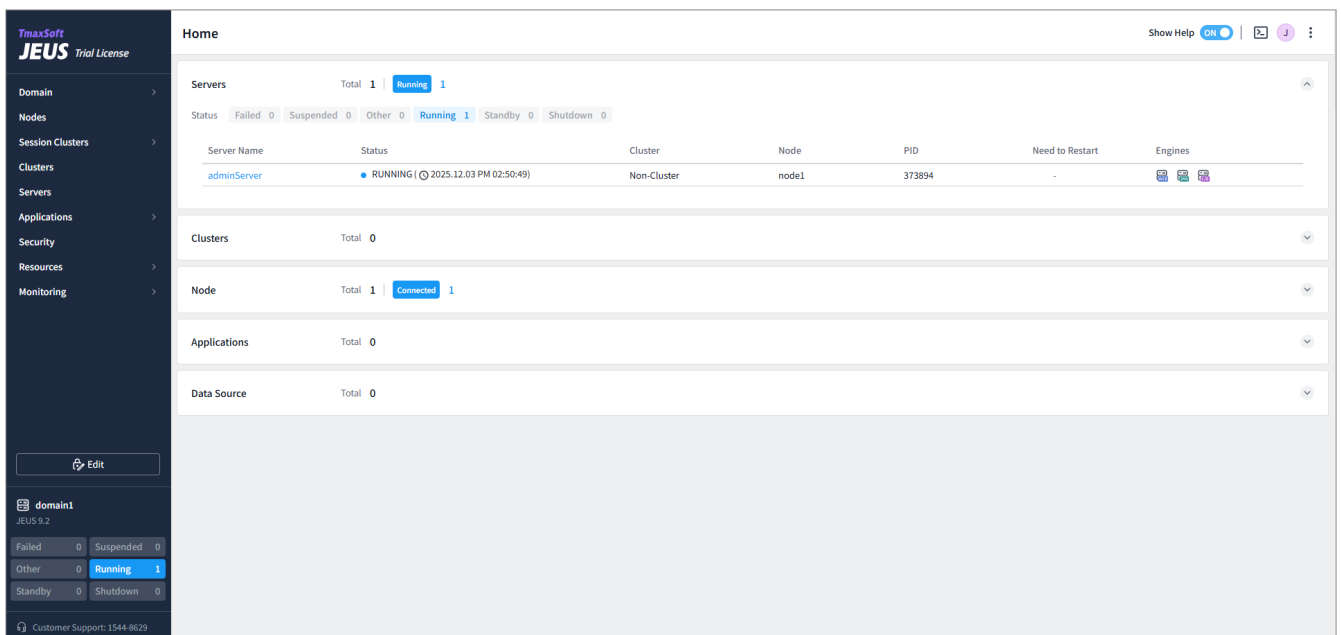 TmaxSoft
JEUS Trial License
Domain
Nodes
Session Clusters
Clusters
Servers
Applications
Security
Resources
Monitoring
Edit
domain1
JEUS 9.2
Failed 0 Suspended 0
Other 0 Running 1
Standby 0 Shutdown 0
Customer Support: 1544-8629
Home
Show Help ON J
Servers Total 1 Running 1
Status Failed 0 Suspended 0 Other 0 Running 1 Standby 0 Shutdown 0
Server Name Status Cluster Node PID Need to Restart Engines
adminServer RUNNING ( 2025.12.03 PM 02:50:49) Non-Cluster node1 373894 -
Clusters Total 0
Node Total 1 Connected 1
Applications Total 0
Data Source Total 0